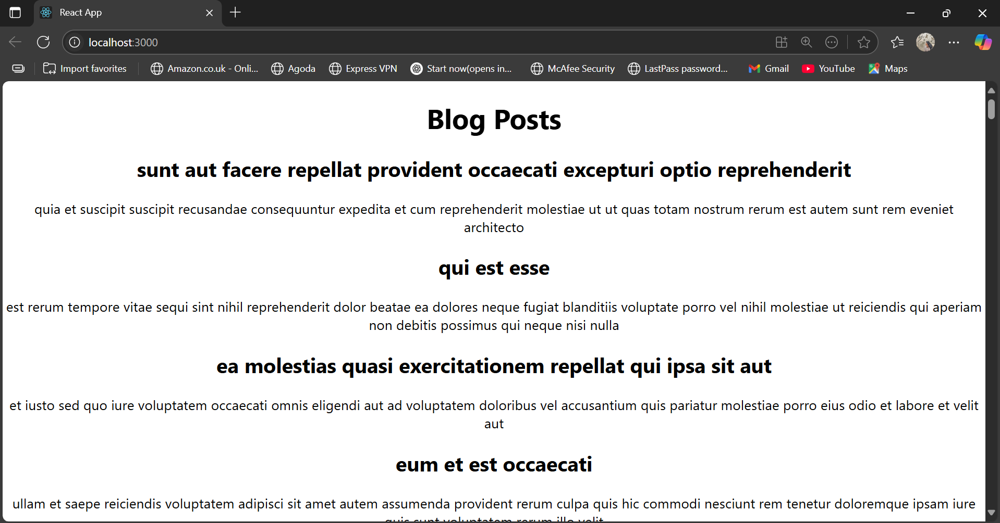 React App
localhost:3000
Import favorites
Amazon.co.uk - Onli...
Agoda
Express VPN
Start now(opens in...
McAfee Security
LastPass password...
Gmail
YouTube
Maps
Blog Posts
sunt aut facere repellat provident occaecati excepturi optio reprehenderit
quia et suscipit suscipit recusandae consequuntur expedita et cum reprehenderit molestiae ut ut quas totam nostrum rerum est autem sunt rem eveniet
architecto
qui est esse
est rerum tempore vitae sequi sint nihil reprehenderit dolor beatae ea dolores neque fugiat blanditiis voluptate porro vel nihil molestiae ut reiciendis qui aperiam
non debitis possimus qui neque nisi nulla
ea molestias quasi exercitationem repellat qui ipsa sit aut
et iusto sed quo iure voluptatem occaecati omnis eligendi aut ad voluptatem doloribus vel accusantium quis pariatur molestiae porro eius odio et labore et velit
aut
eum et est occaecati
ullam et saepe reiciendis voluptatem adipisci sit amet autem assumenda provident rerum culpa quis hic commodi nesciunt rem tenetur doloremque ipsam iure
quis sunt voluptatem rerum illo velit